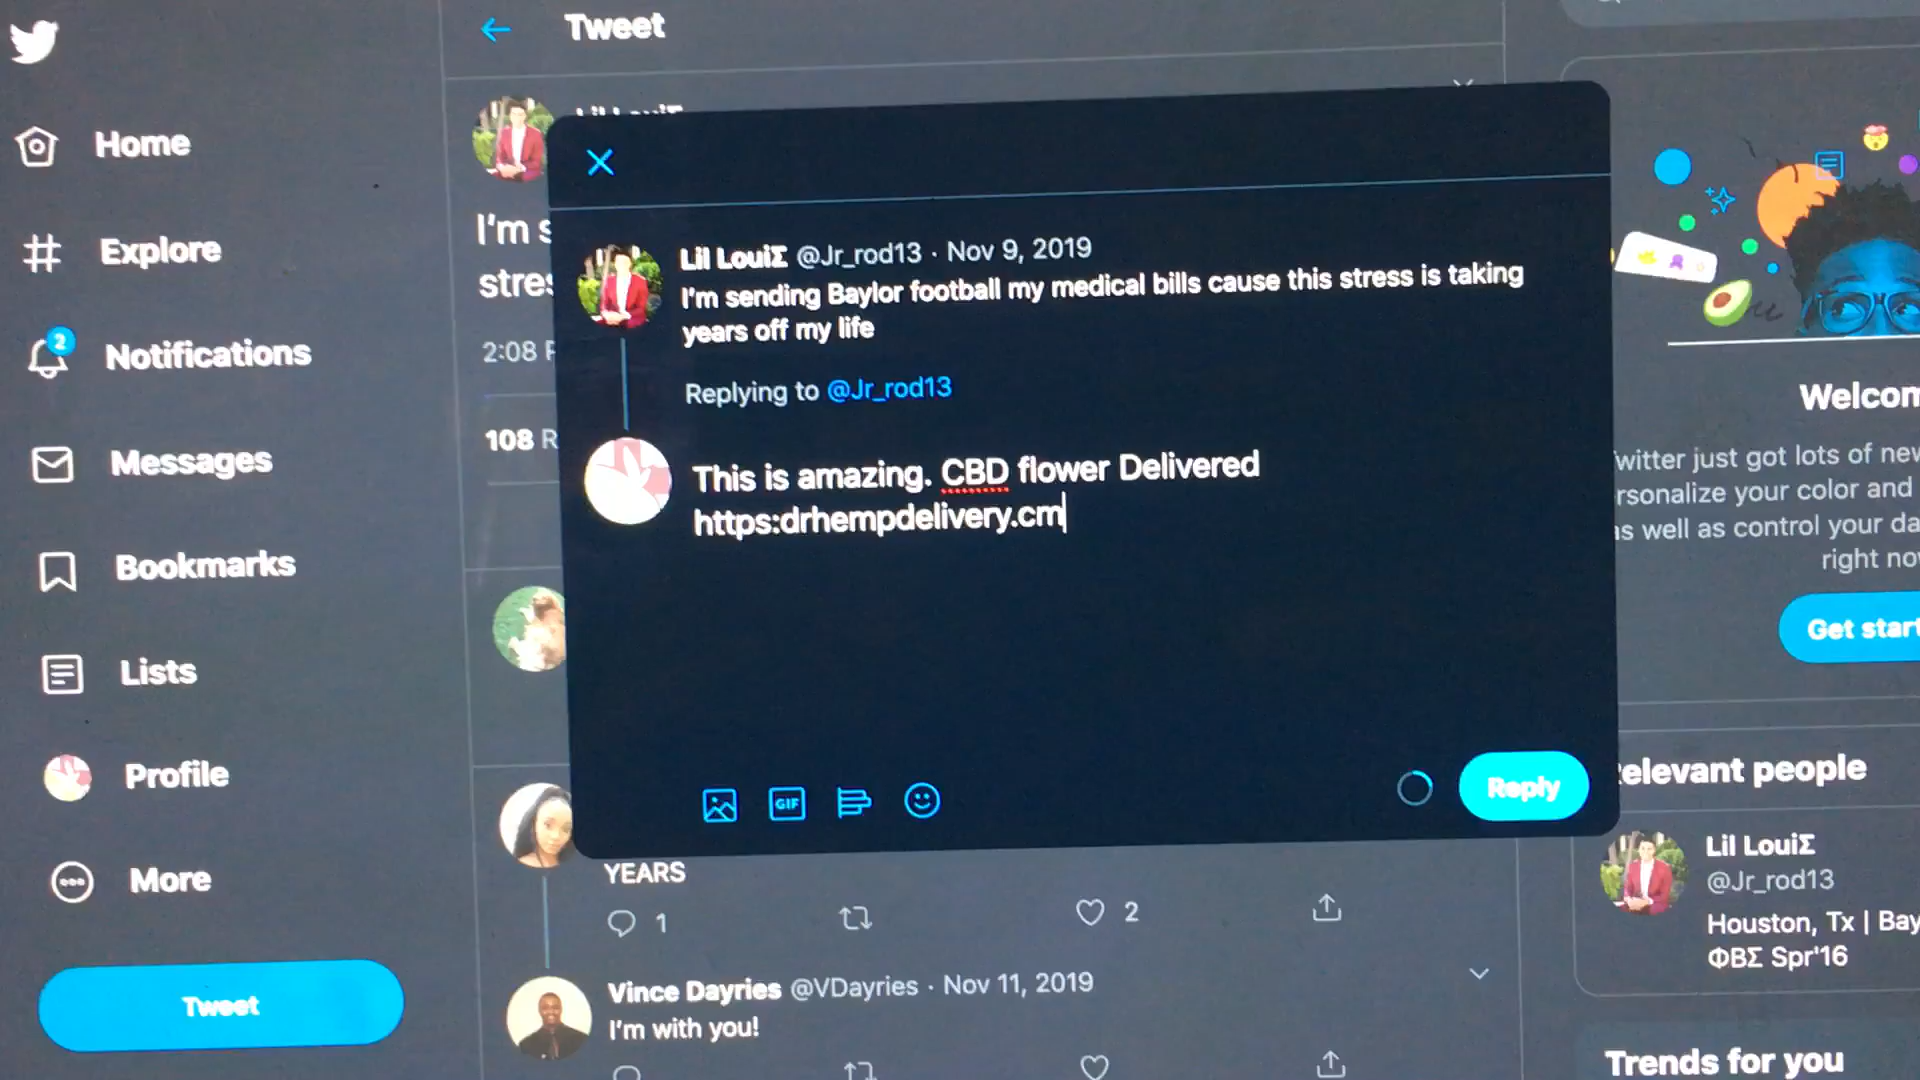 Tweet
Home
Explore
2
Notifications
Messages
Bookmarks
Lists
Profile
More
Tweet
I'm s
stres
2:08 P
108 R
Lil LouiΣ @Jr_rod13 · Nov 9, 2019
I'm sending Baylor football my medical bills cause this stress is taking
years off my life
Replying to @Jr_rod13
This is amazing. CBD flower Delivered
https:drhempdelivery.cm
GIF
Reply
YEARS
1
2
Vince Dayries @VDayries · Nov 11, 2019
I'm with you!
Welcom
witter just got lots of new
rsonalize your color and
as well as control your da
right no
Get start
elevant people
Lil LouiΣ
@Jr_rod13
Houston, Tx | Bay
ΦΒΣ Spr'16
Trends for you